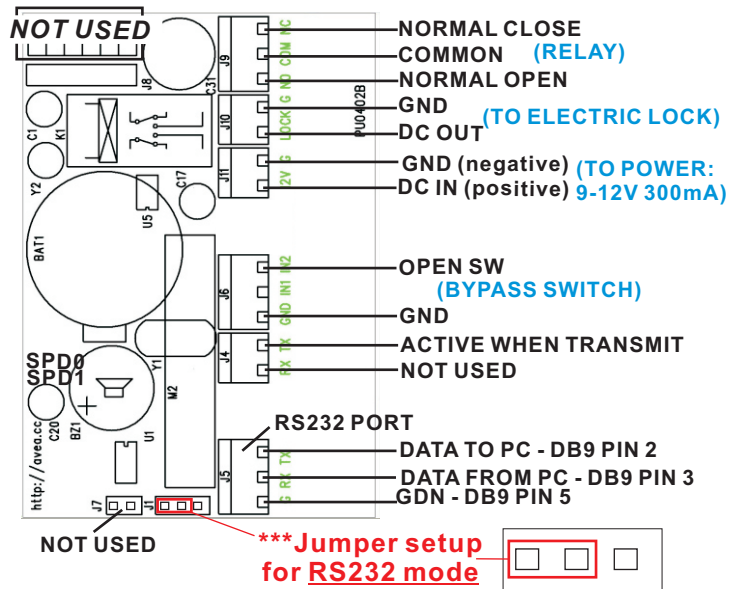 NOT USED
NORMAL CLOSE
COMMON
(RELAY)
NORMAL OPEN
GND
(TO ELECTRIC LOCK)
DC OUT
GND (negative)
(TO POWER:
DC IN (positive)
9-12V 300mA)
OPEN SW
(BYPASS SWITCH)
GND
ACTIVE WHEN TRANSMIT
NOT USED
RS232 PORT
DATA TO PC - DB9 PIN 2
DATA FROM PC - DB9 PIN 3
GDN - DB9 PIN 5
J8
C31
J9
NO COM NC
PU0402B
C1
K1
J10
LOCK G
Y2
C17
U5
J11
2V G
BAT1
J6
GND IN1 IN2
SPD0
SPD1
Y1
M2
J4
RX TX
C20
BZ1
+
U1
J5
G RX TX
http://avea.cc
J7
J1
NOT USED
***Jumper setup
for RS232 mode